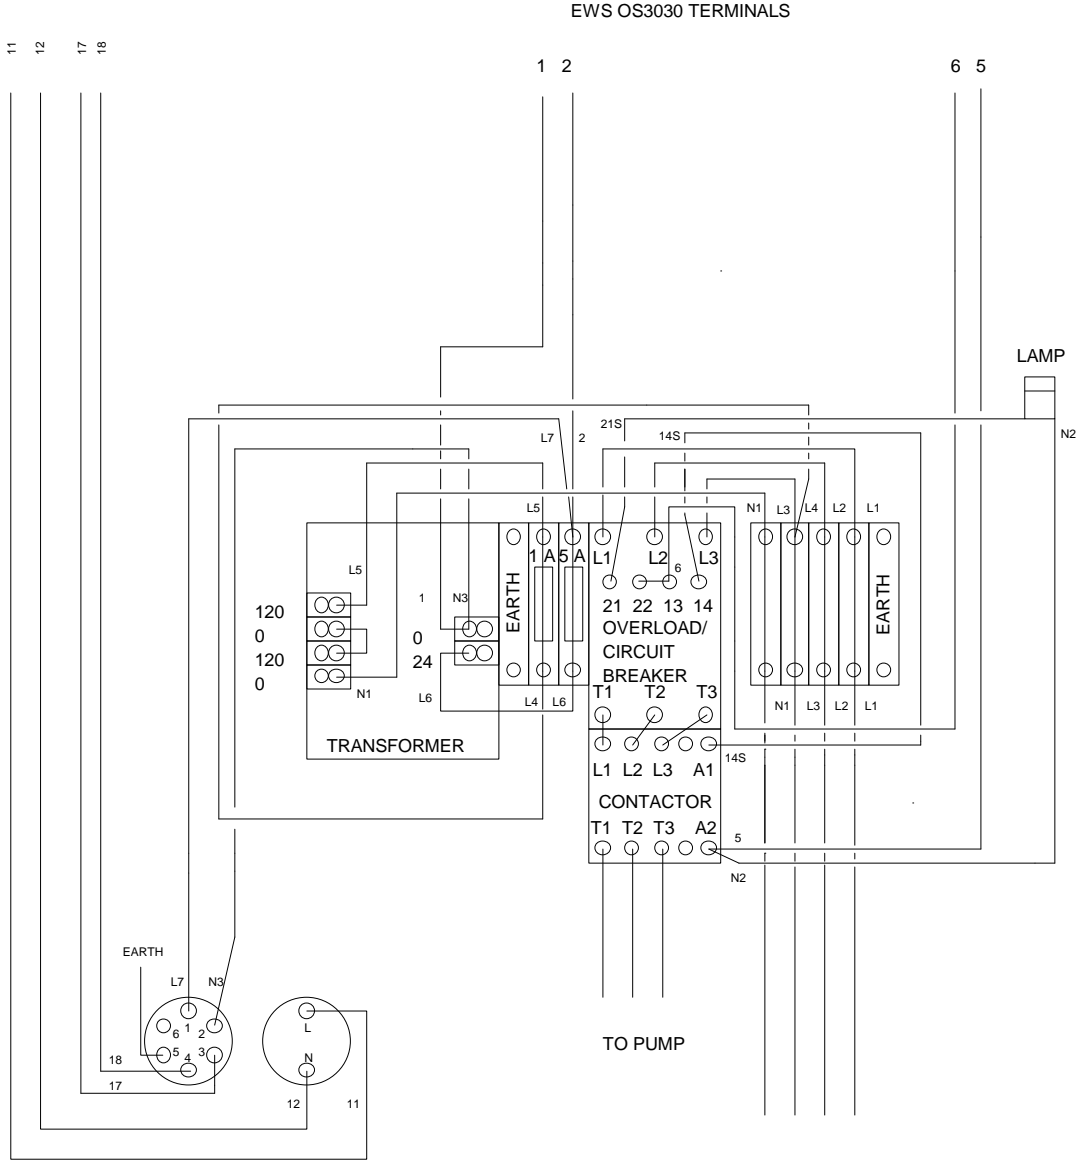 EWS OS3030 TERMINALS
11 12 17 18
1 2 6 5
LAMP
21S
14S
N2
L7 2
N1 L3 L4 L2 L1
L5
1 A 5 A
L1 L2 L3
6
L5
EARTH
EARTH
1 N3
21 22 13 14
120
0
120
0
0
24
OVERLOAD/
CIRCUIT
BREAKER
N1
L6
L4 L6
T1 T2 T3
N1 L3 L2 L1
TRANSFORMER
14S
L1 L2 L3 A1
CONTACTOR
T1 T2 T3 A2
5
N2
EARTH
L7 N3
1
6 2
5 3
4
L
N
18
17
12 11
TO PUMP